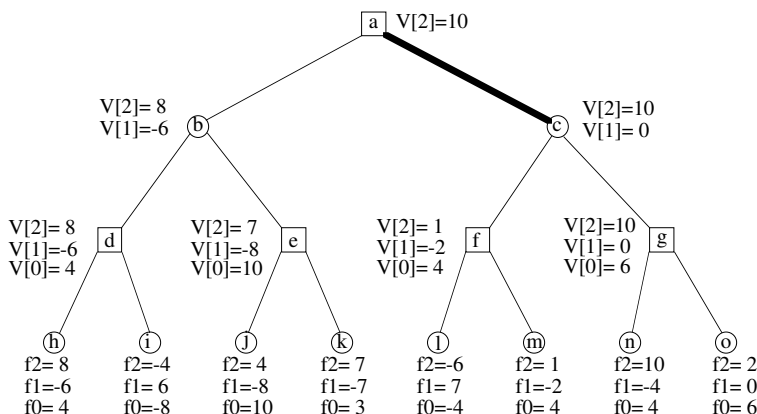 a V[2]=10
V[2]= 8
V[1]=-6
b
c
V[2]=10
V[1]= 0
V[2]= 8
V[1]=-6
V[0]= 4
d
V[2]= 7
V[1]=-8
V[0]=10
e
V[2]= 1
V[1]=-2
V[0]= 4
f
V[2]=10
V[1]= 0
V[0]= 6
g
h i J k l m n o
f2= 8 f2=-4 f2= 4 f2= 7 f2=-6 f2= 1 f2=10 f2= 2
f1=-6 f1= 6 f1=-8 f1=-7 f1= 7 f1=-2 f1=-4 f1= 0
f0= 4 f0=-8 f0=10 f0= 3 f0=-4 f0= 4 f0= 4 f0= 6